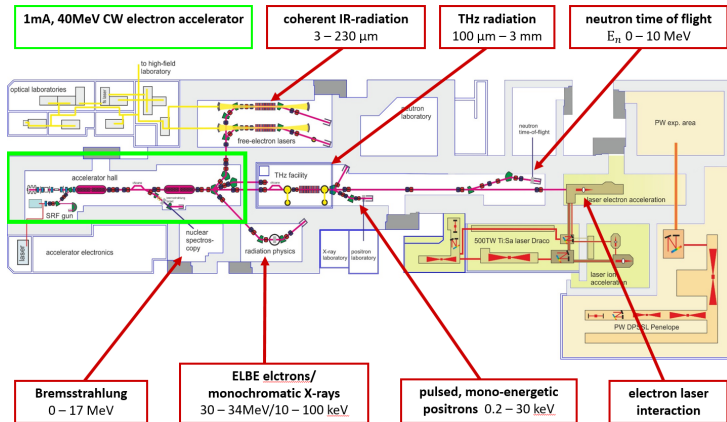 1mA, 40MeV CW electron accelerator
coherent IR-radiation
3 – 230 µm
THz radiation
100 µm – 3 mm
neutron time of flight
Eₙ 0 – 10 MeV
to high-field
laboratory
optical laboratories
neutron
laboratory
PW exp. area
free-electron lasers
neutron
time-of-flight
accelerator hall
THz facility
SRF gun
laser electron acceleration
nuclear
spectros-
copy
radiation physics
X-ray
laboratory
positron
laboratory
500TW Ti:Sa laser Draco
laser
accelerator electronics
laser ion
acceleration
PW DPSSL Penelope
Bremsstrahlung
0 – 17 MeV
ELBE elctrons/
monochromatic X-rays
30 – 34MeV/10 – 100 keV
pulsed, mono-energetic
positrons 0.2 – 30 keV
electron laser
interaction